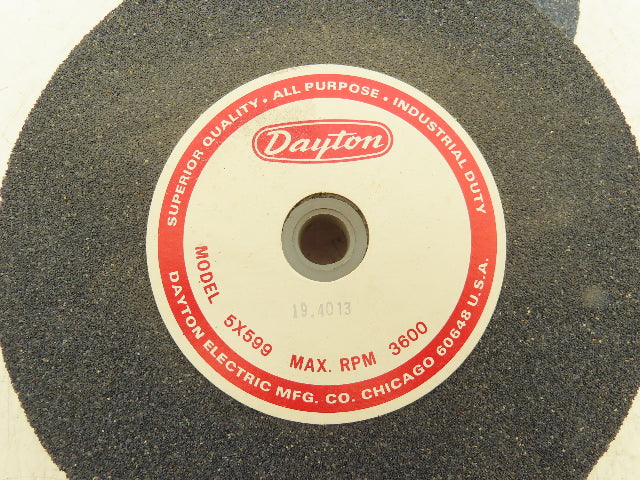 SUPERIOR QUALITY • ALL PURPOSE • INDUSTRIAL DUTY
Dayton
19.4013
MODEL 5X599 MAX. RPM 3600
DAYTON ELECTRIC MFG. CO. CHICAGO 60648 U.S.A.